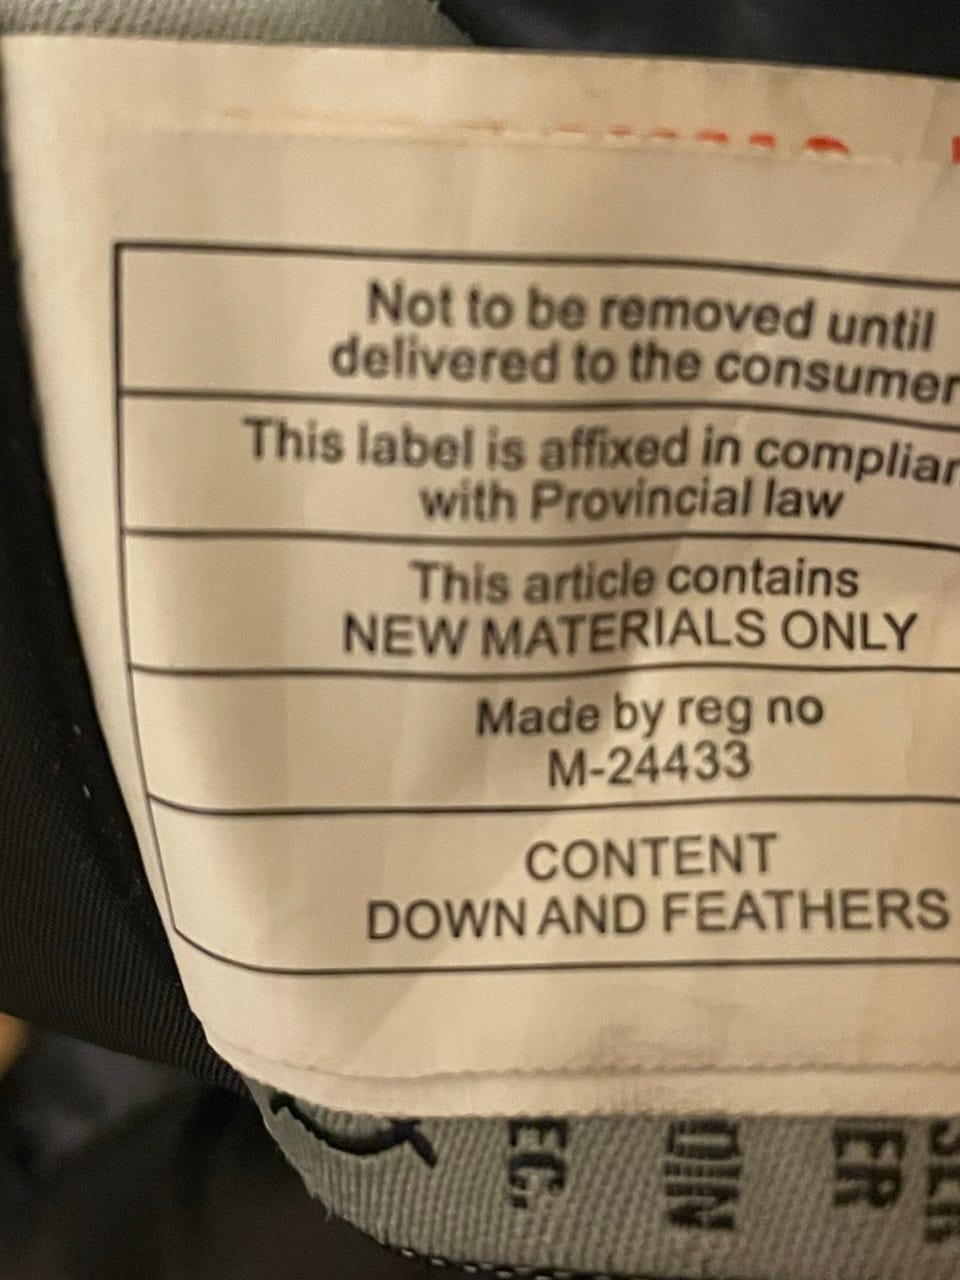 Not to be removed until
delivered to the consumer
This label is affixed in
with Provincial law
This article contains
NEW MATERIALS ONLY
Made by reg no
M-24433
CONTENT
DOWN AND FEATHERS